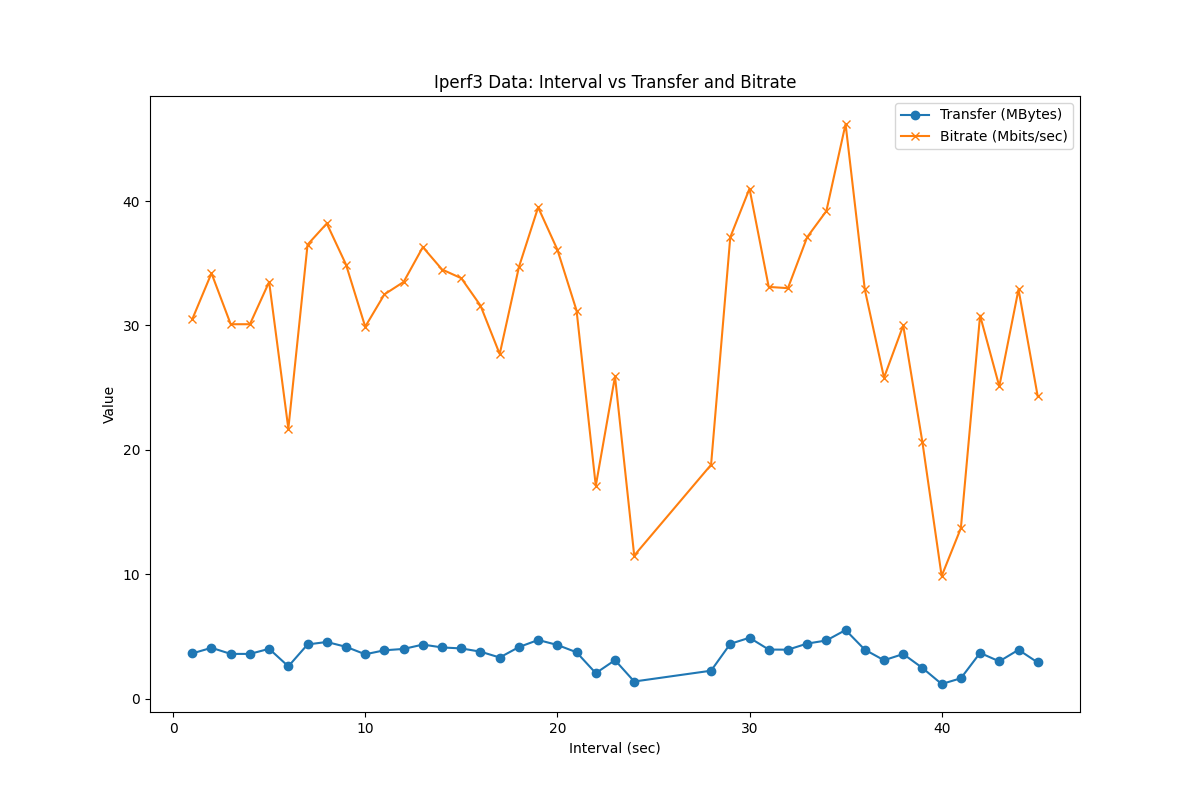 Iperf3 Data: Interval vs Transfer and Bitrate
Transfer (MBytes)
Bitrate (Mbits/sec)
40
30
20
10
0
Value
0 10 20 30 40
Interval (sec)